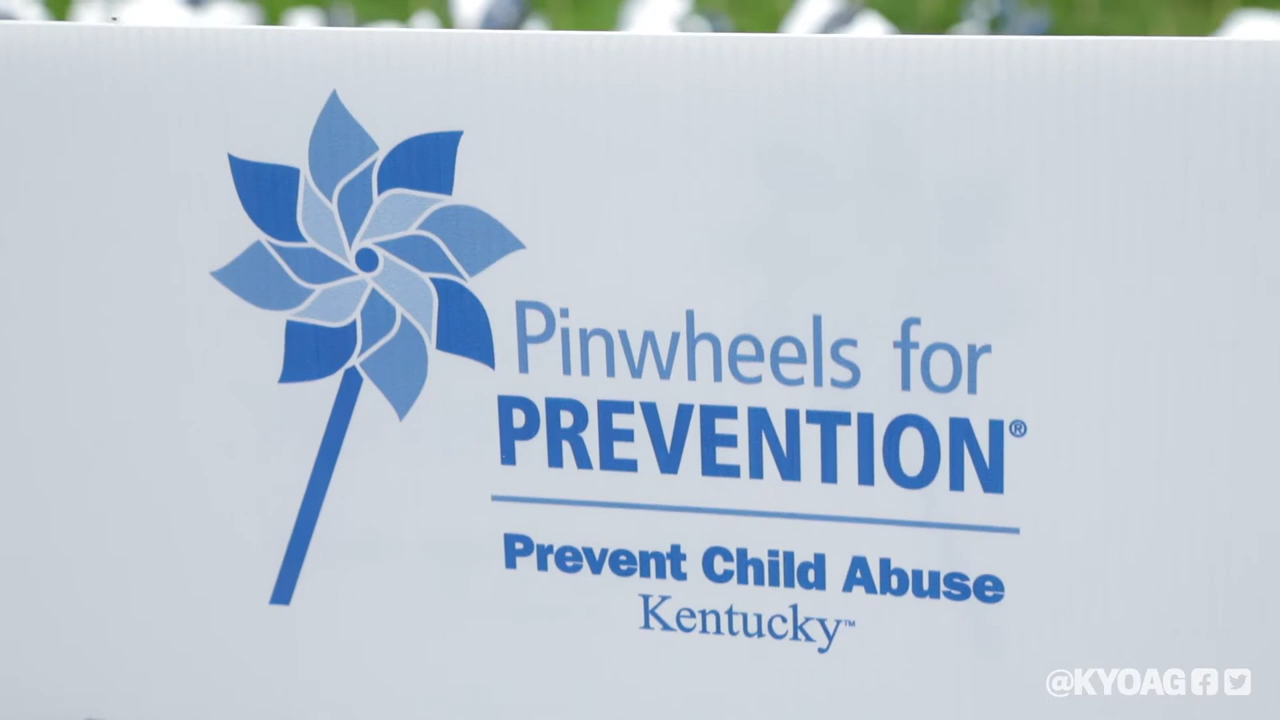 Pinwheels for
PREVENTION®
Prevent Child Abuse
Kentucky™
@KYOAG